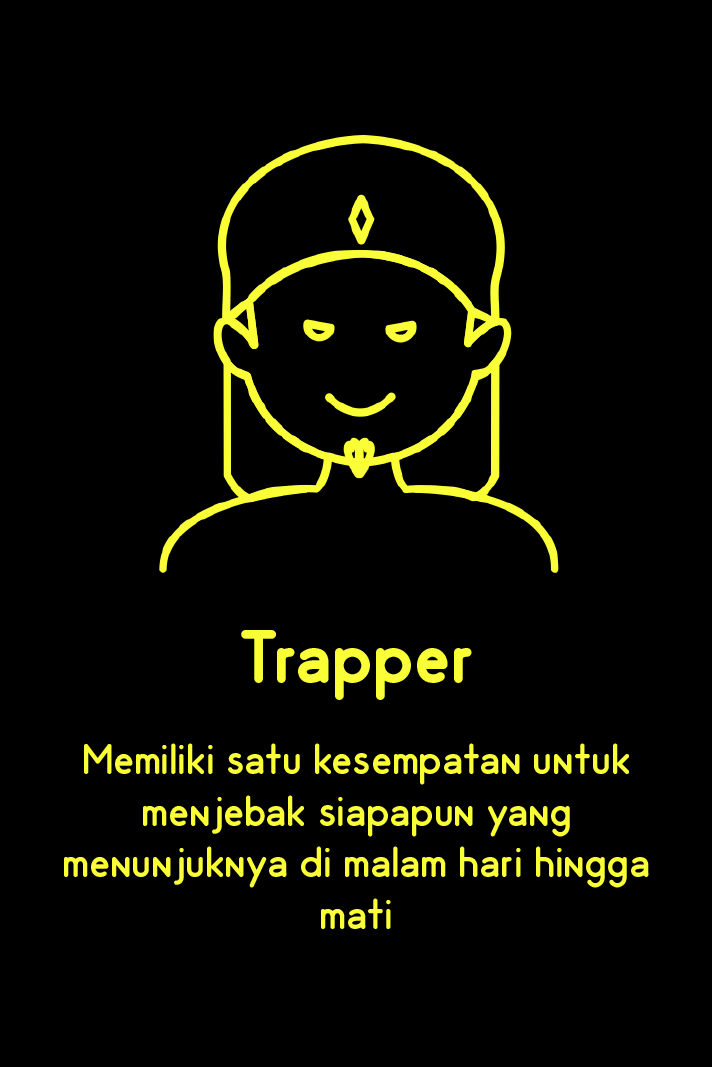 Trapper
Memiliki satu kesempatan untuk
menjebak siapapun yang
menunjuknya di malam hari hingga
mati